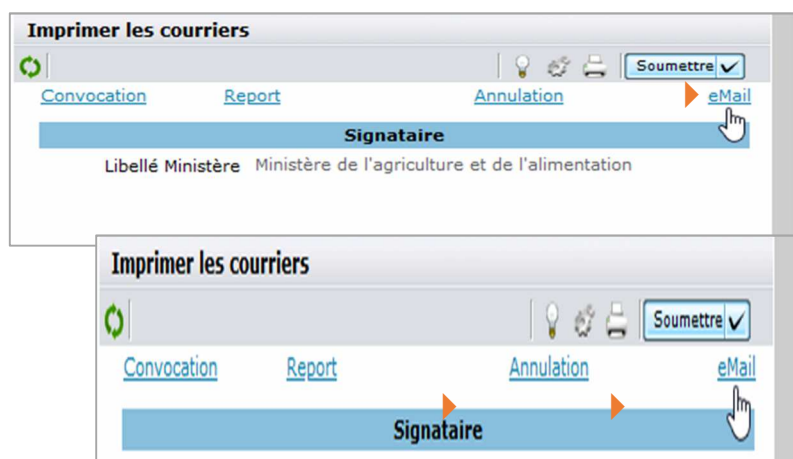 Imprimer les courriers
Soumettre
Convocation Report Annulation eMail
Signataire
Libellé Ministère Ministère de l'agriculture et de l'alimentation
Imprimer les courriers
Soumettre
Convocation Report Annulation eMail
Signataire